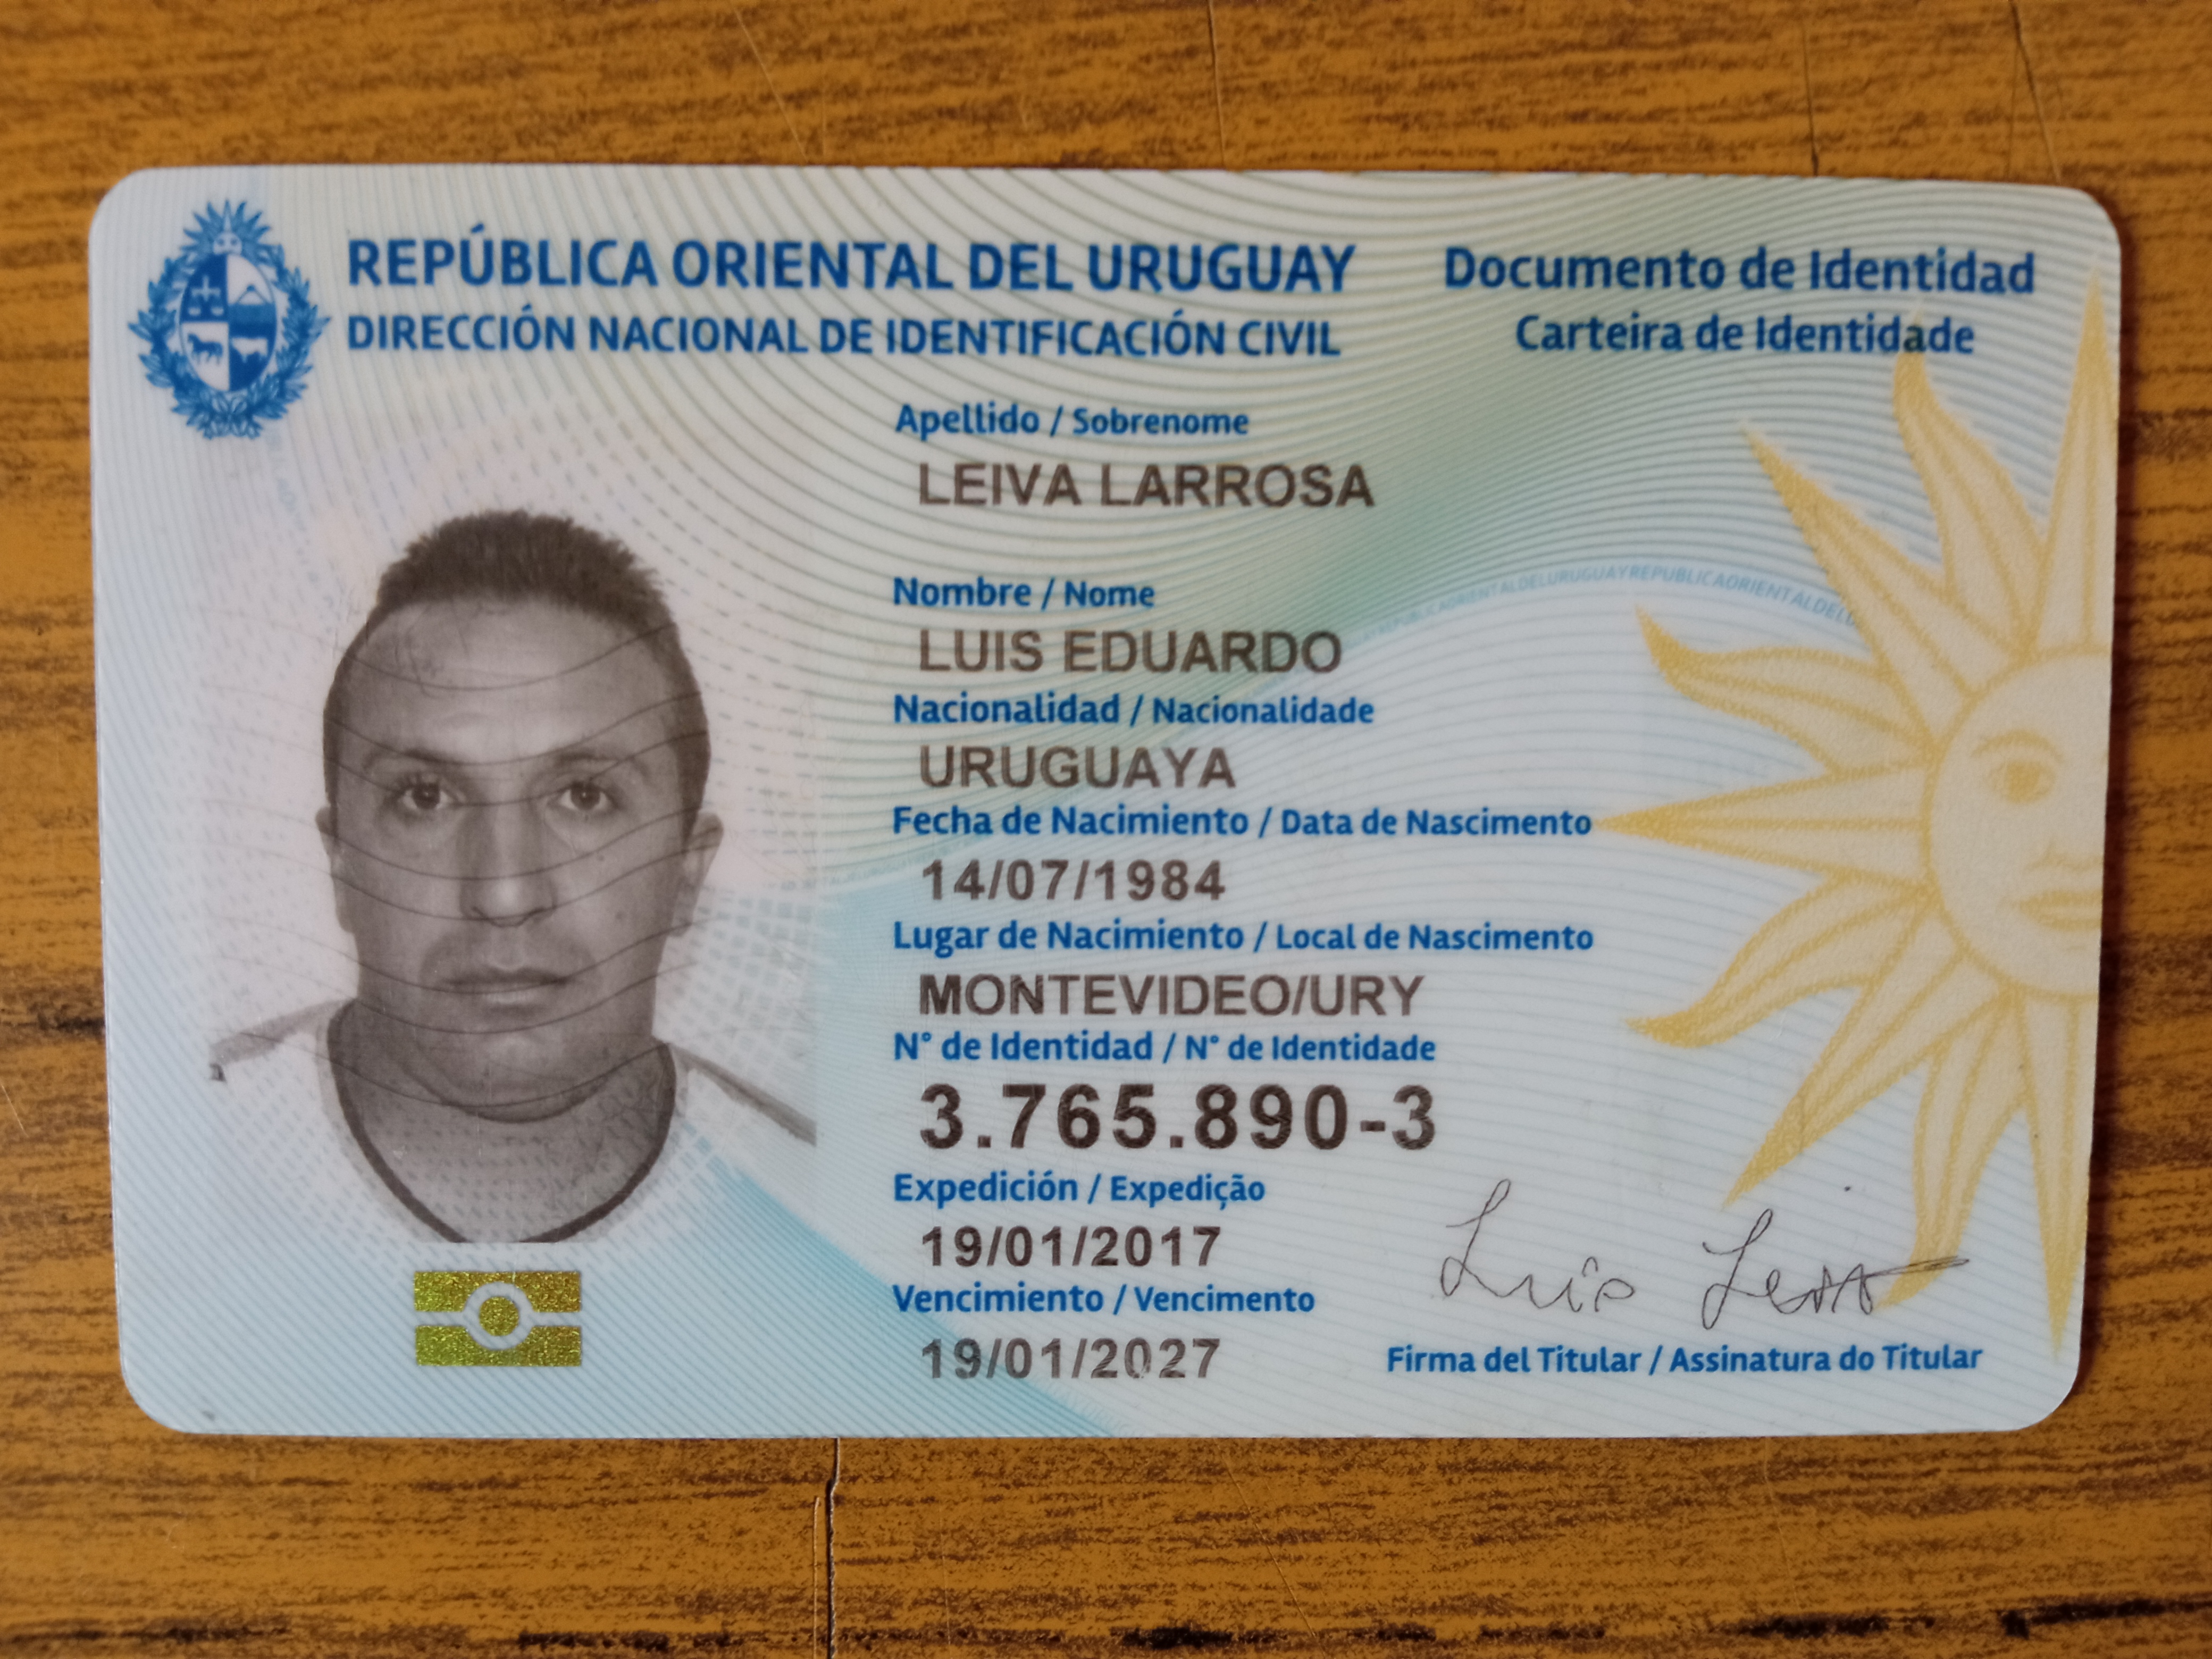 REPÚBLICA ORIENTAL DEL URUGUAY
DIRECCIÓN NACIONAL DE IDENTIFICACIÓN CIVIL
Documento de Identidad
Carteira de Identidade
Apellido / Sobrenome
LEIVA LARROSA
Nombre / Nome
LUIS EDUARDO
Nacionalidad / Nacionalidade
URUGUAYA
Fecha de Nacimiento / Data de Nascimento
14/07/1984
Lugar de Nacimiento / Local de Nascimento
MONTEVIDEO/URY
N° de Identidad / N° de Identidade
3.765.890-3
Expedición / Expedição
19/01/2017
Vencimiento / Vencimento
19/01/2027
Luis Leiva
Firma del Titular / Assinatura do Titular